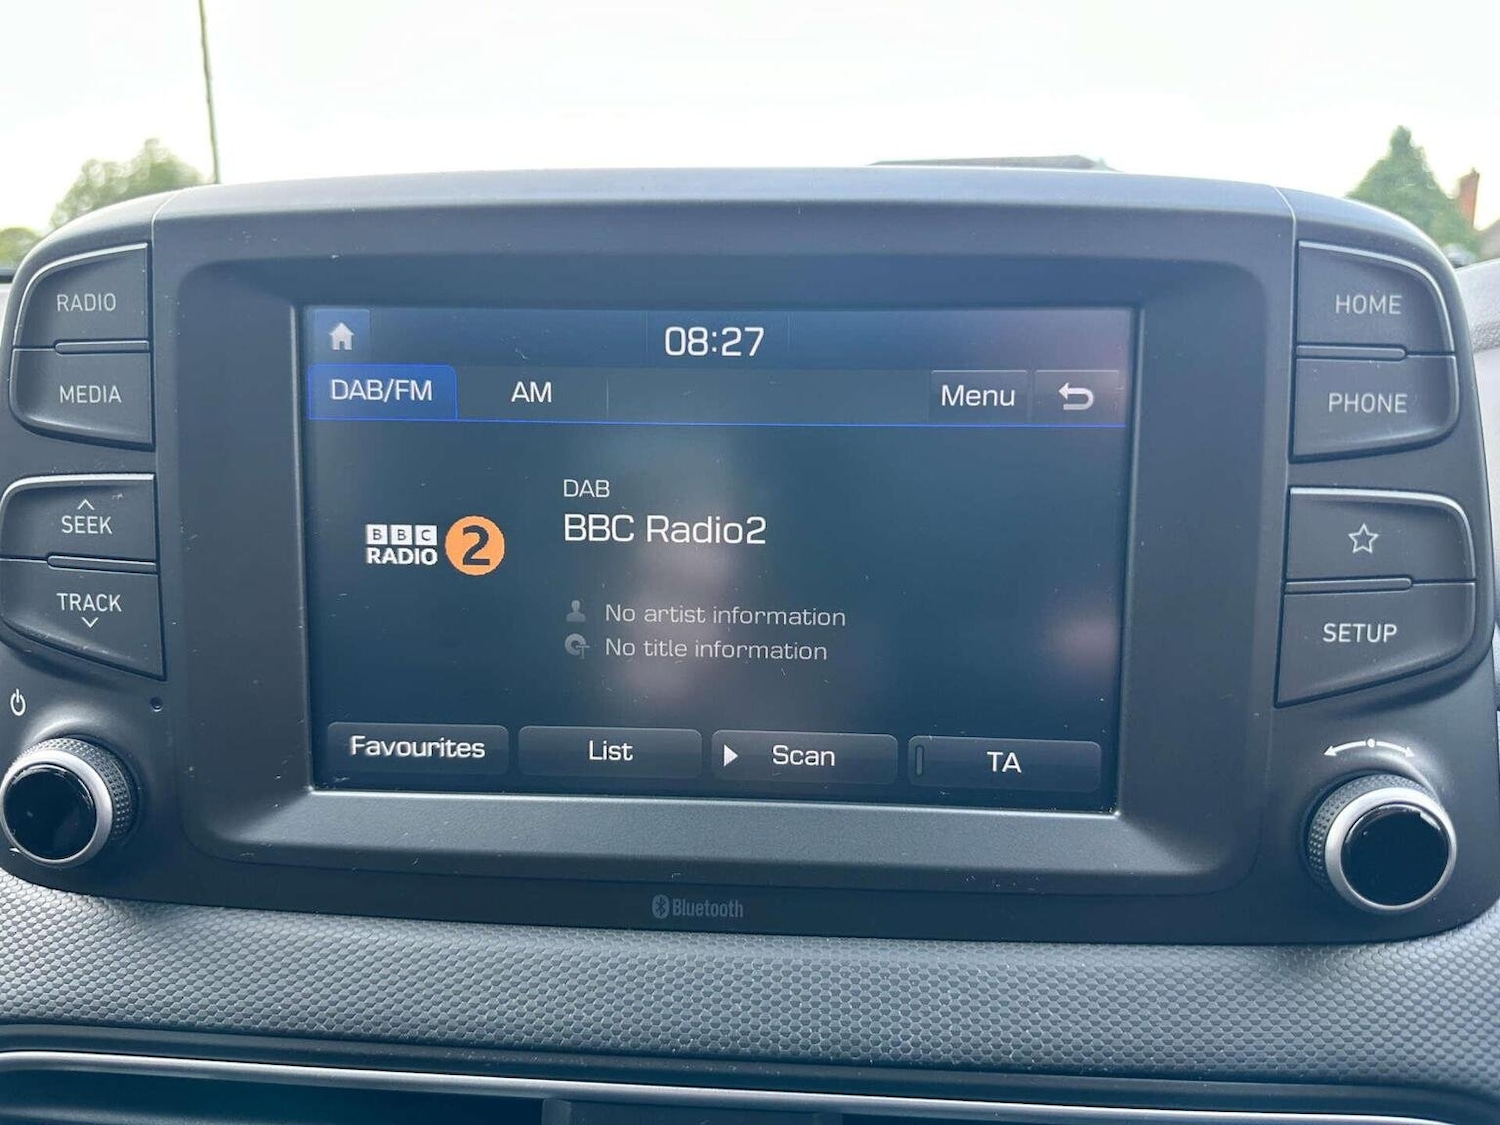 RADIO
MEDIA
SEEK
TRACK
08:27
DAB/FM
AM
Menu
BBC
RADIO
2
DAB
BBC Radio2
No artist information
No title information
Favourites
List
Scan
TA
HOME
PHONE
SETUP
Bluetooth